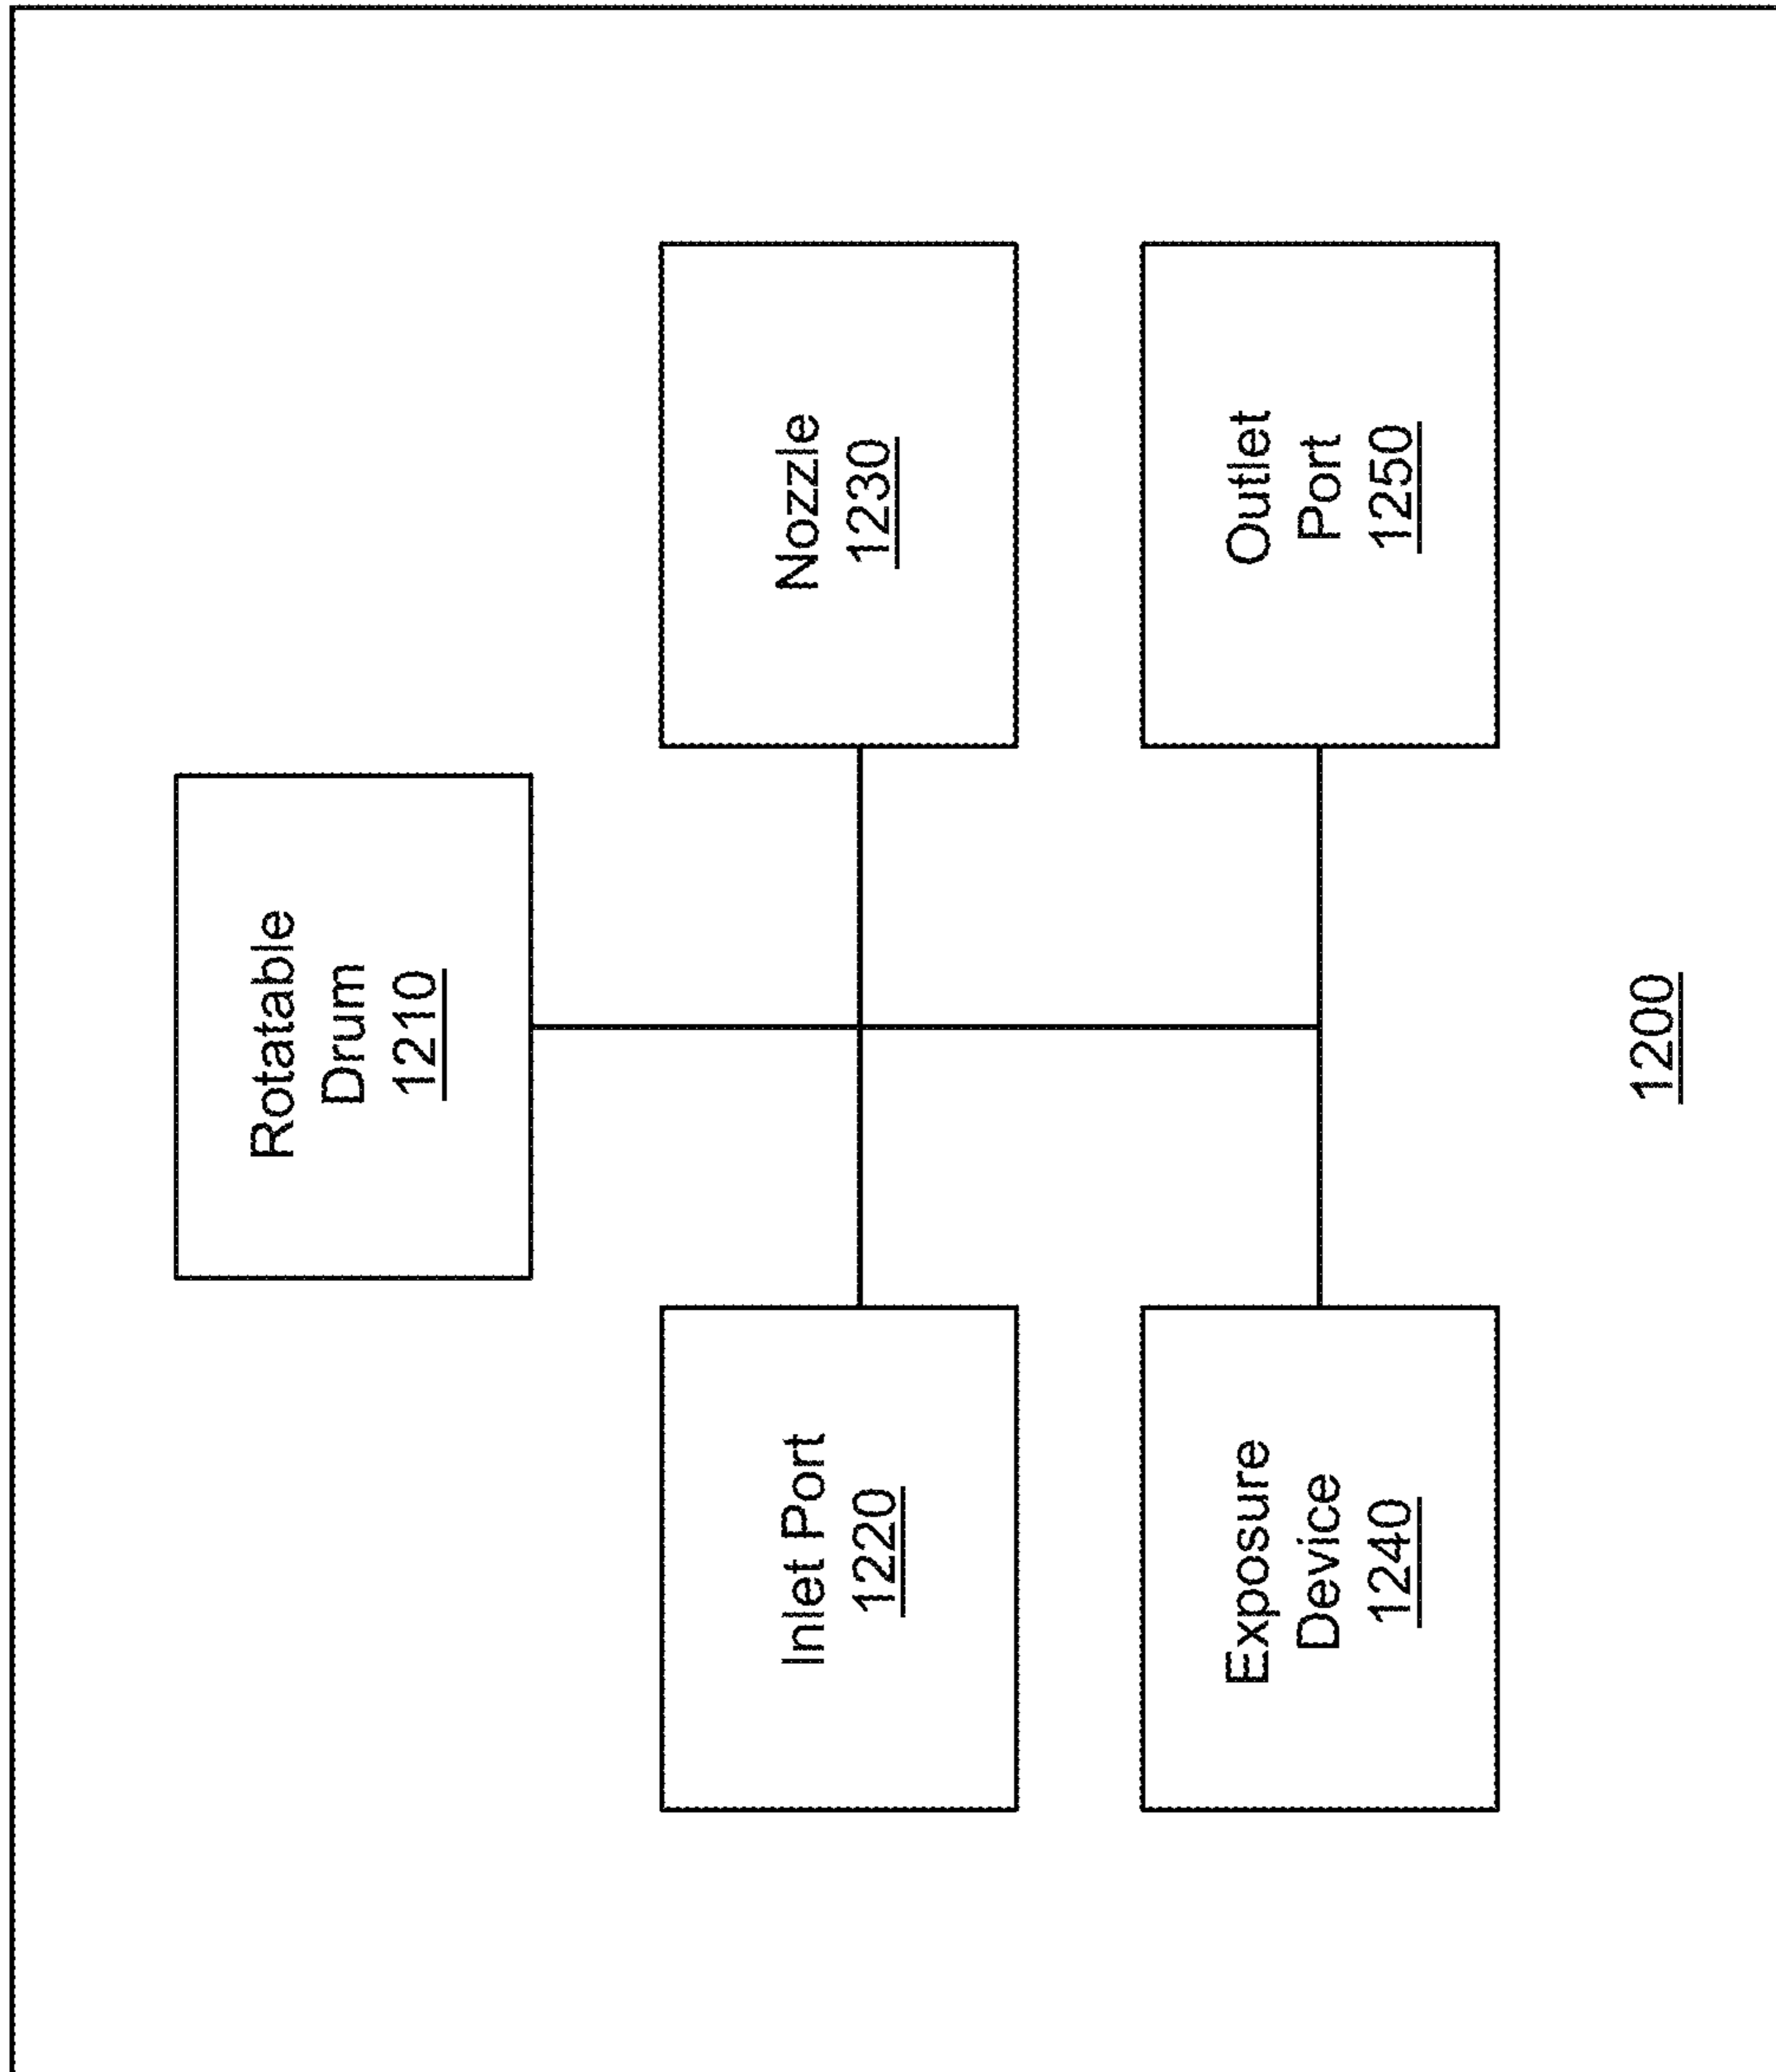 Rotatable
Drum
1210
Inlet Port
1220
Nozzle
1230
Exposure
Device
1240
Outlet
Port
1250
1200